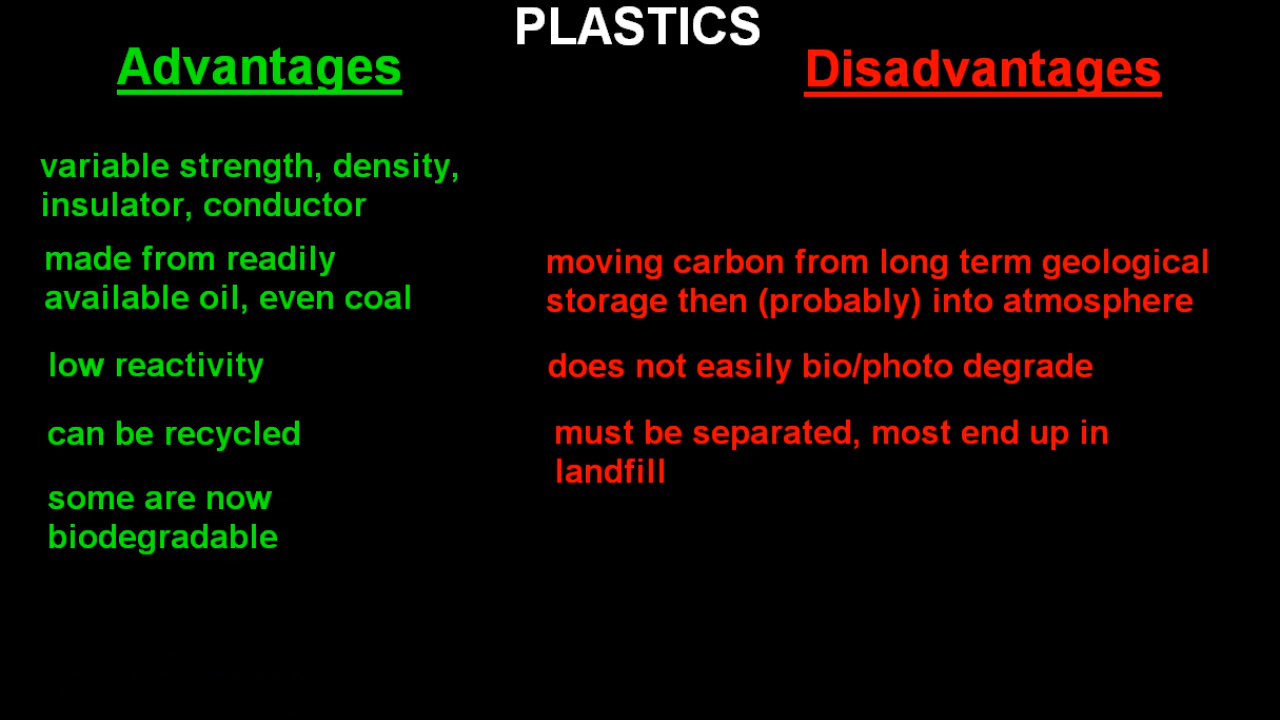 PLASTICS
Advantages
Disadvantages
variable strength, density,
insulator, conductor
made from readily
available oil, even coal
moving carbon from long term geological
storage then (probably) into atmosphere
low reactivity
does not easily bio/photo degrade
can be recycled
must be separated, most end up in
landfill
some are now
biodegradable